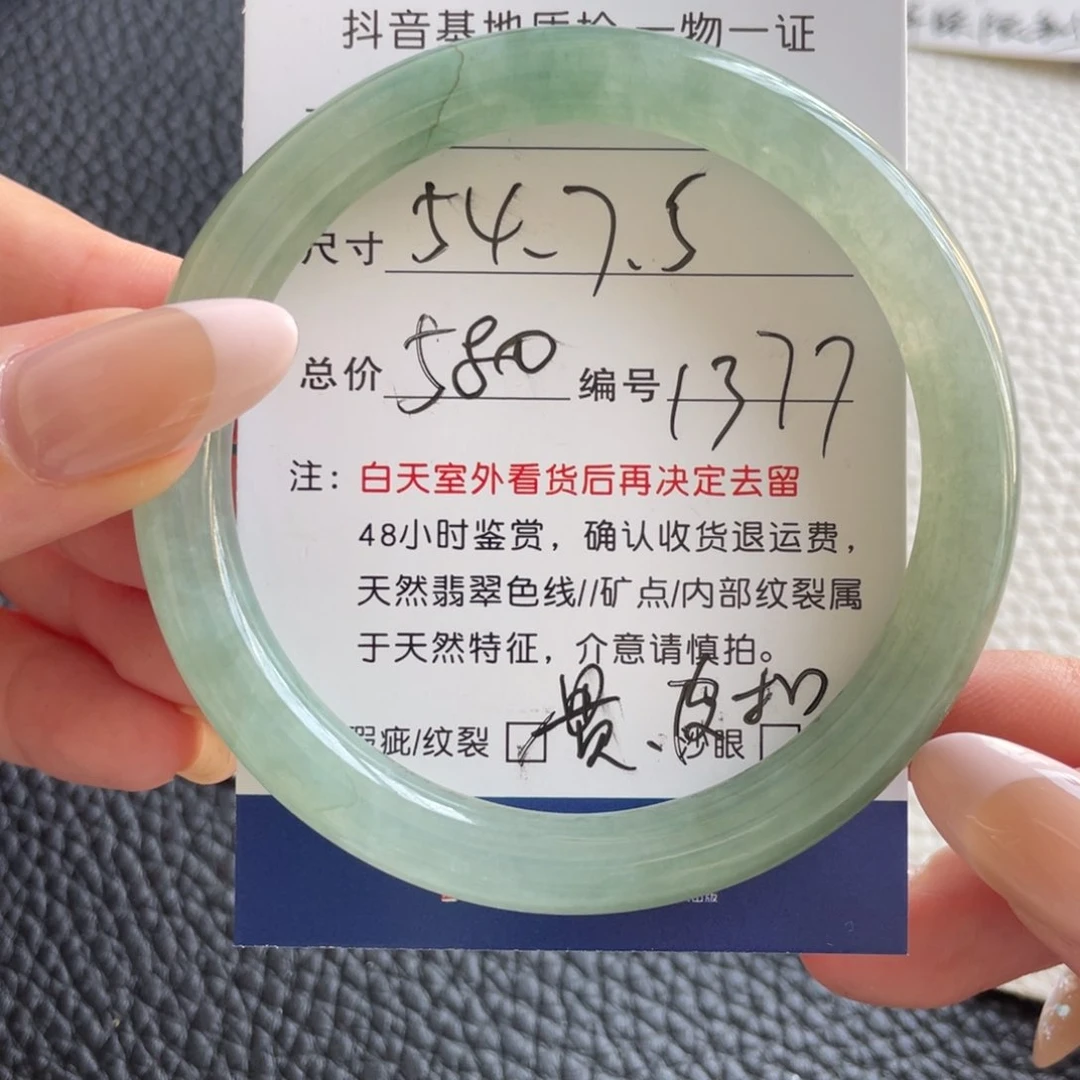 抖音基地质检 一物一证
尺寸 54-7.5
总价 580 编号 1377
注：白天室外看货后再决定去留
48小时鉴赏，确认收货退运费，
天然翡翠色线//矿点/内部纹裂属
于天然特征，介意请慎拍。
瑕疵/纹裂 贯、 沙眼